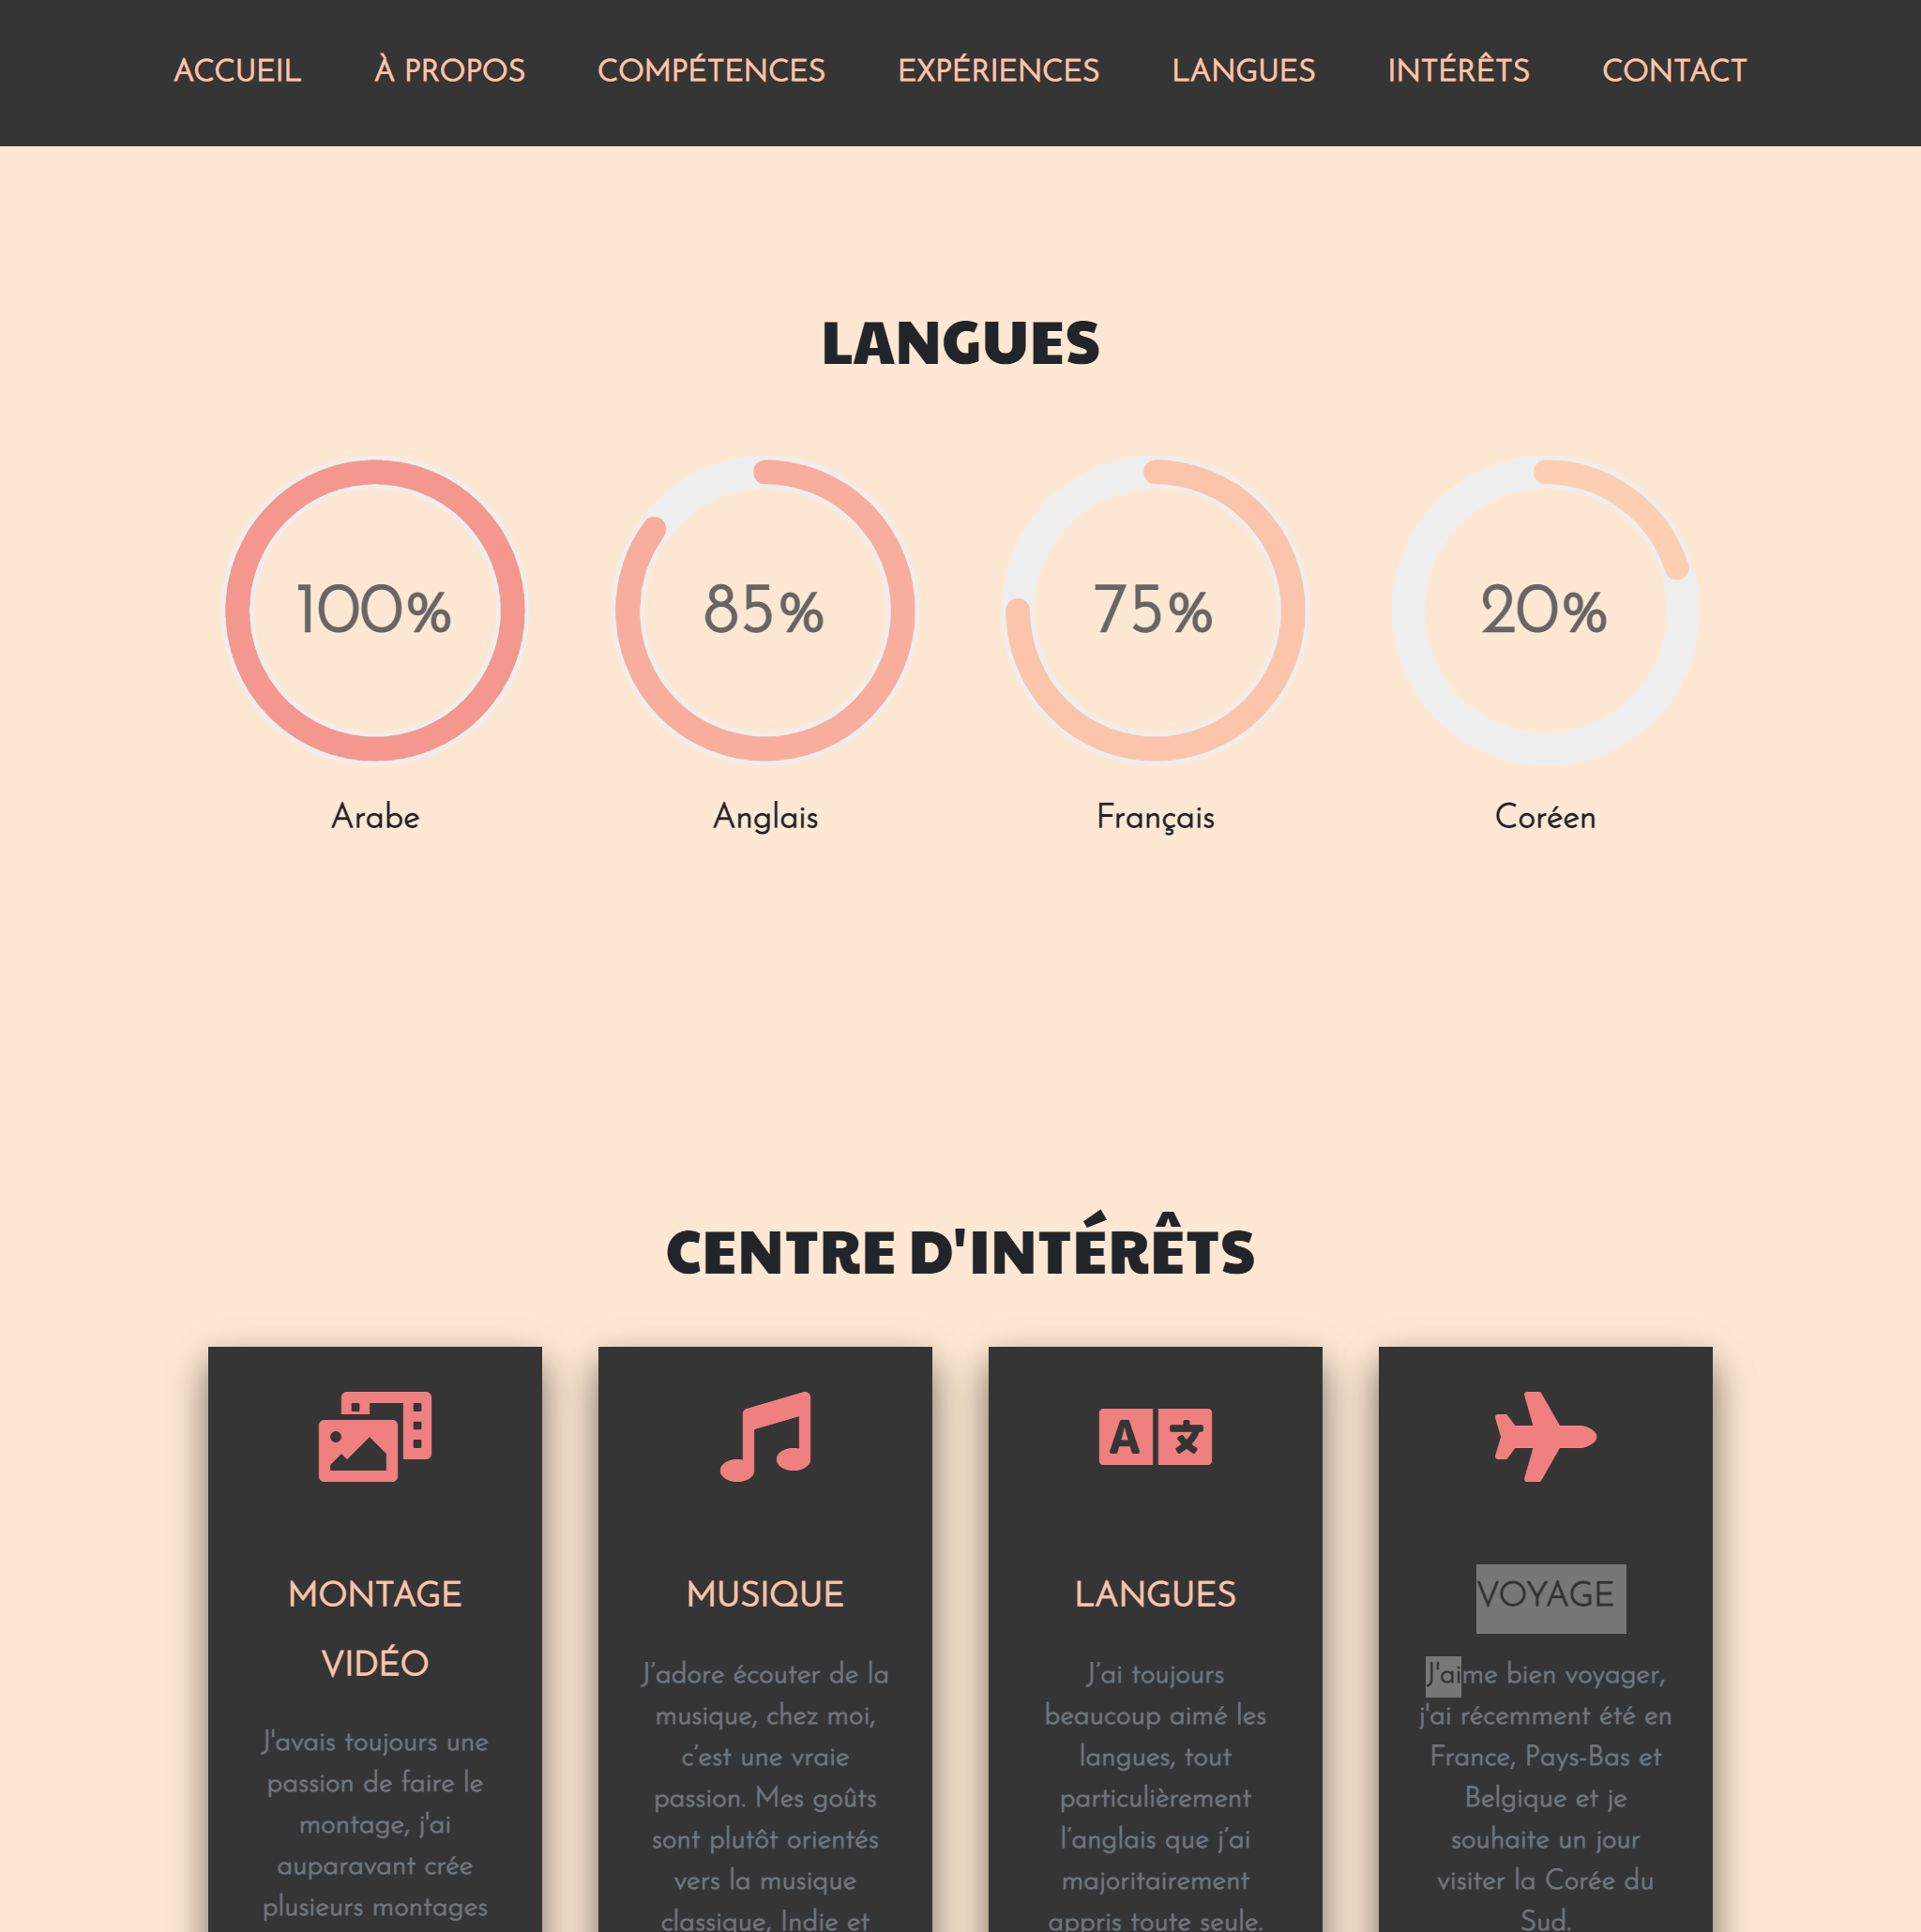 ACCUEIL À PROPOS COMPÉTENCES EXPÉRIENCES LANGUES INTÉRÊTS CONTACT
LANGUES
100% 85% 75% 20%
Arabe Anglais Français Coréen
CENTRE D'INTÉRÊTS
MONTAGE
VIDÉO
J'avais toujours une
passion de faire le
montage, j'ai
auparavant crée
plusieurs montages
MUSIQUE
J’adore écouter de la
musique, chez moi,
c’est une vraie
passion. Mes goûts
sont plutôt orientés
vers la musique
classique, Indie et
A 文
LANGUES
J’ai toujours
beaucoup aimé les
langues, tout
particulièrement
l’anglais que j’ai
majoritairement
appris toute seule.
VOYAGE
J'aime bien voyager,
j'ai récemment été en
France, Pays-Bas et
Belgique et je
souhaite un jour
visiter la Corée du
Sud.